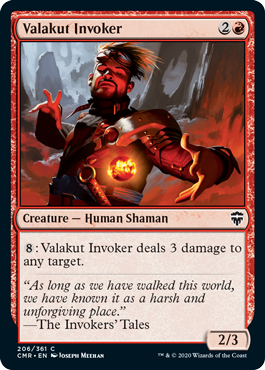 Valakut Invoker 2
Creature — Human Shaman
8: Valakut Invoker deals 3 damage to
any target.
“As long as we have walked this world,
we have known it as a harsh and
unforgiving place.”
—The Invokers’ Tales
2/3
206/361 C
CMR • EN JOSEPH MEEHAN
™ & © 2020 Wizards of the Coast